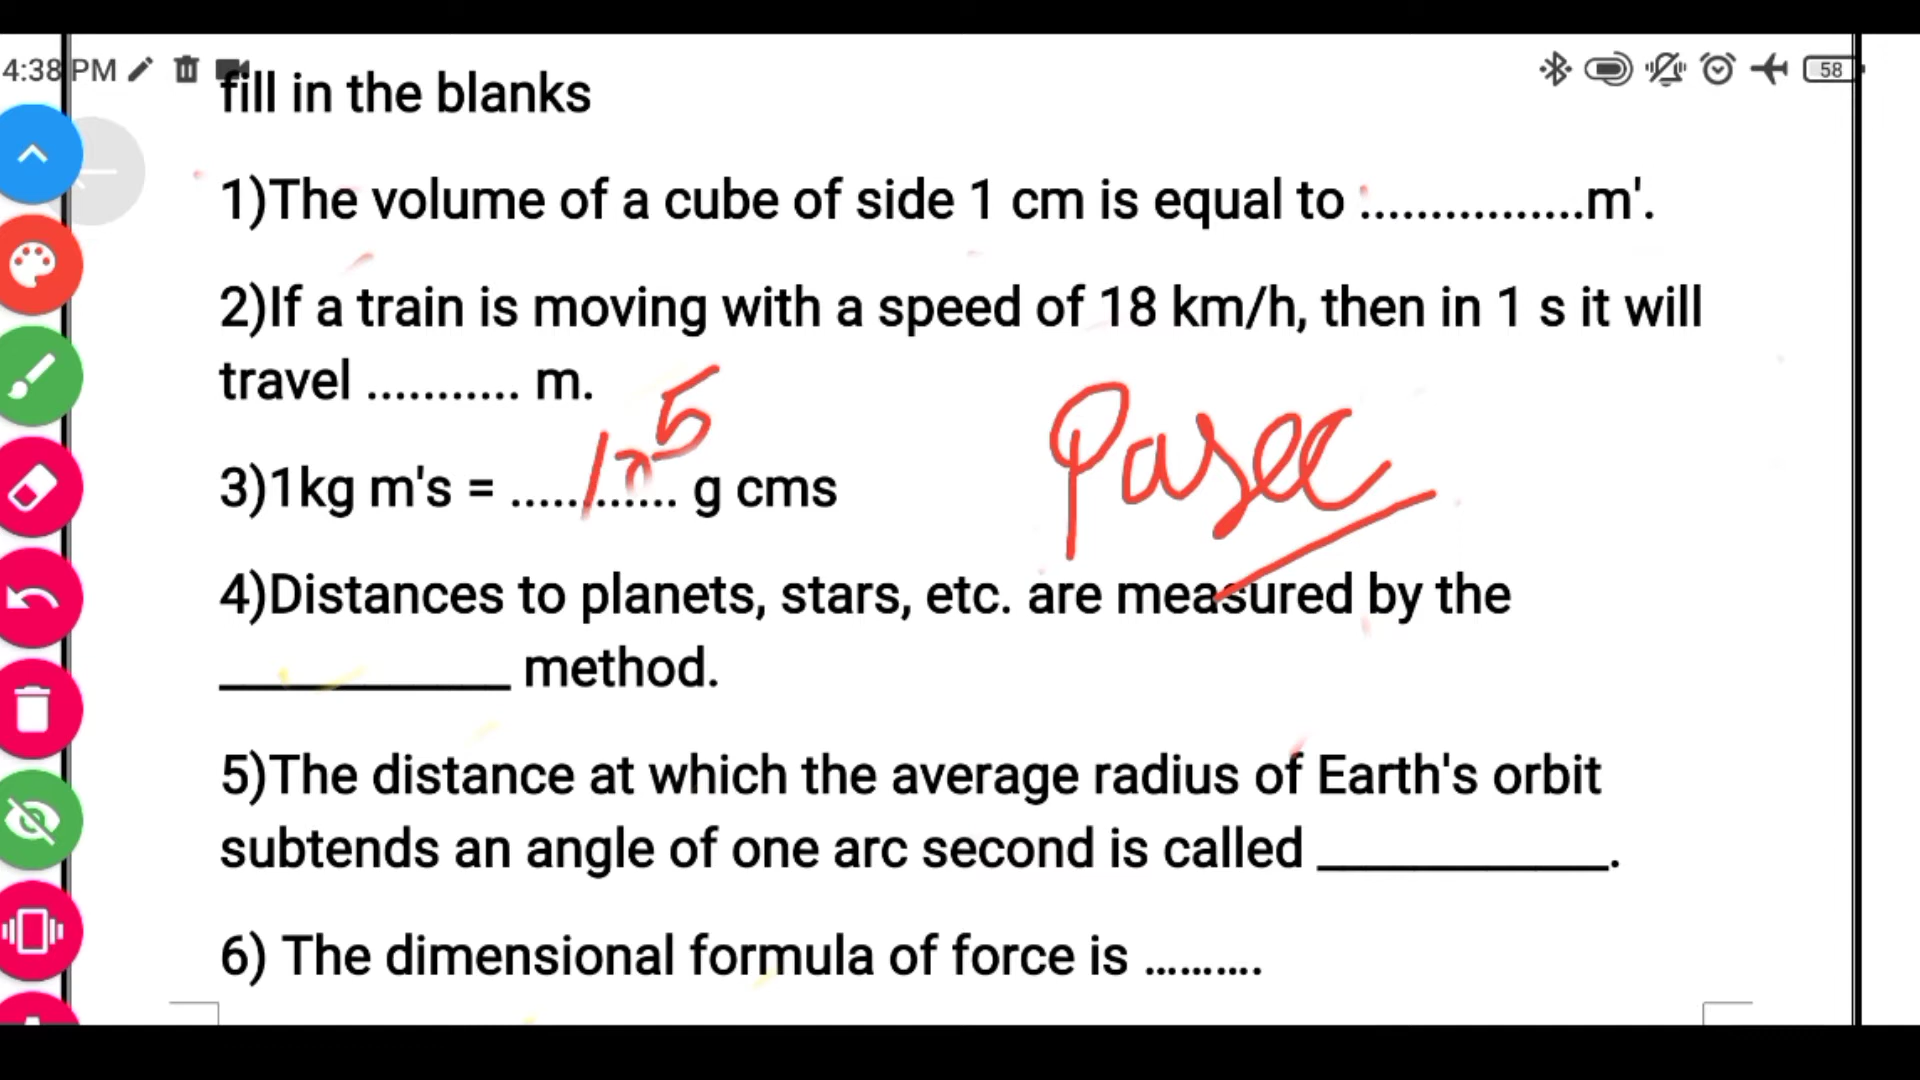 4:38 PM
58
fill in the blanks
1)The volume of a cube of side 1 cm is equal to ................m'.
2)If a train is moving with a speed of 18 km/h, then in 1 s it will
travel ........... m.
5
3)1kg m's = ............ g cms
4)Distances to planets, stars, etc. are measured by the
___________ method.
5)The distance at which the average radius of Earth's orbit
subtends an angle of one arc second is called ___________.
6) The dimensional formula of force is ..........